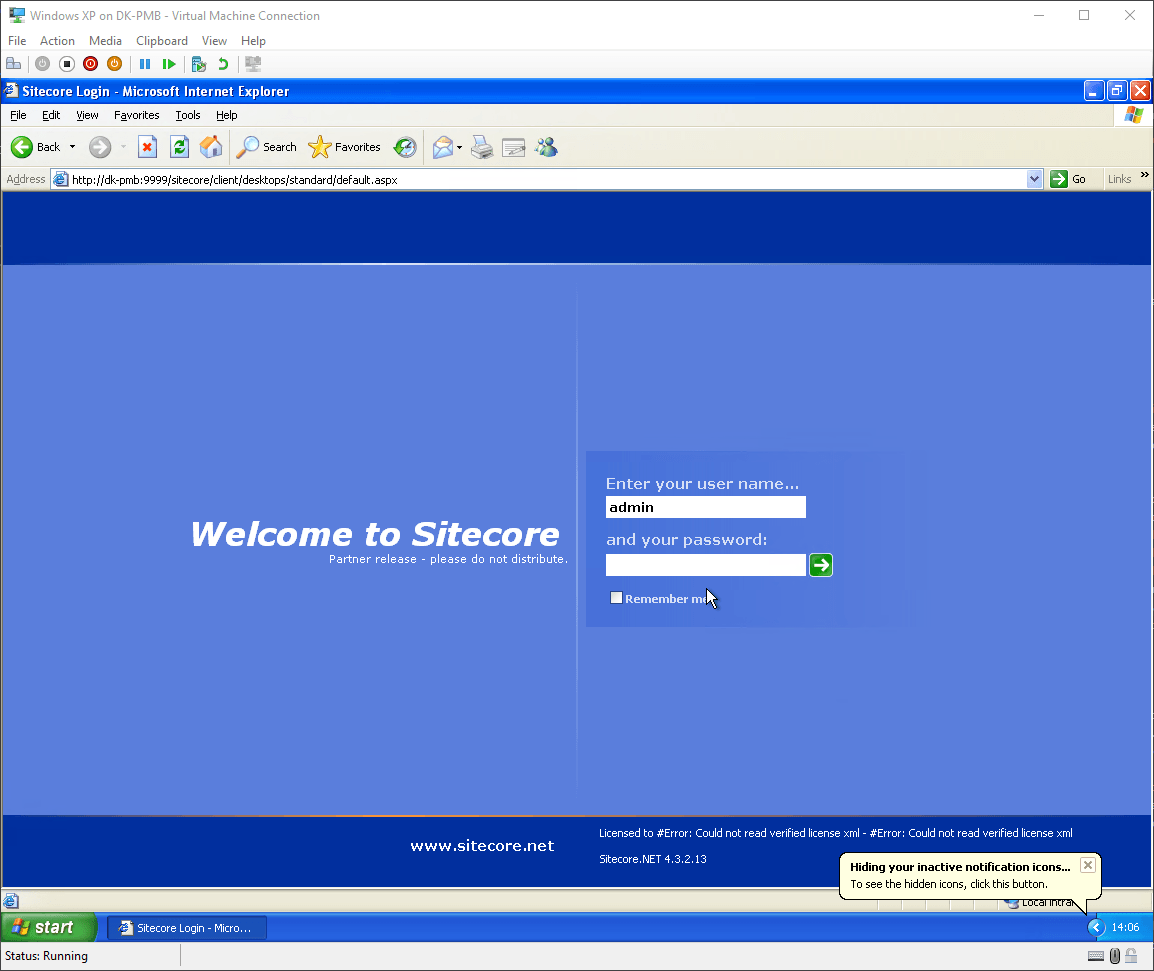 Windows XP on DK-PMB - Virtual Machine Connection
File Action Media Clipboard View Help
Sitecore Login - Microsoft Internet Explorer
File Edit View Favorites Tools Help
Back Search Favorites
Address http://dk-pmb:9999/sitecore/client/desktops/standard/default.aspx Go Links »
Enter your user name...
admin
and your password:
Welcome to Sitecore
Partner release - please do not distribute.
Remember me
www.sitecore.net
Licensed to #Error: Could not read verified license xml - #Error: Could not read verified license xml
Sitecore.NET 4.3.2.13
Hiding your inactive notification icons...
To see the hidden icons, click this button.
Local intra
start Sitecore Login - Micro... 14:06
Status: Running